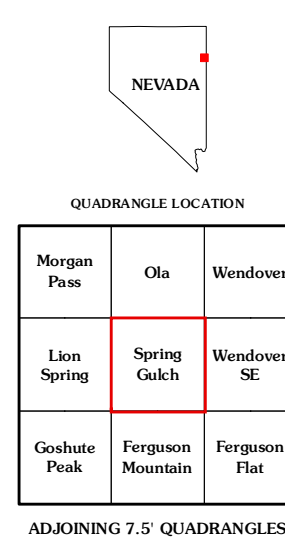 NEVADA
QUADRANGLE LOCATION
Morgan
Pass
Ola
Wendover
Lion
Spring
Spring
Gulch
Wendover
SE
Goshute
Peak
Ferguson
Mountain
Ferguson
Flat
ADJOINING 7.5' QUADRANGLES